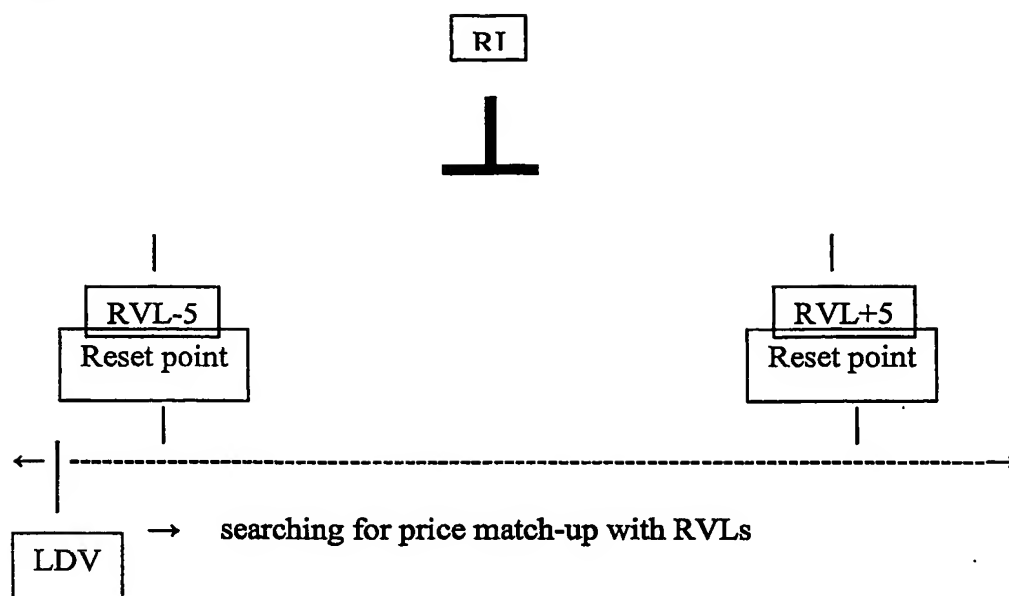 RI
RVL-5 RVL+5
Reset point Reset point
← →
→ searching for price match-up with RVLs
LDV